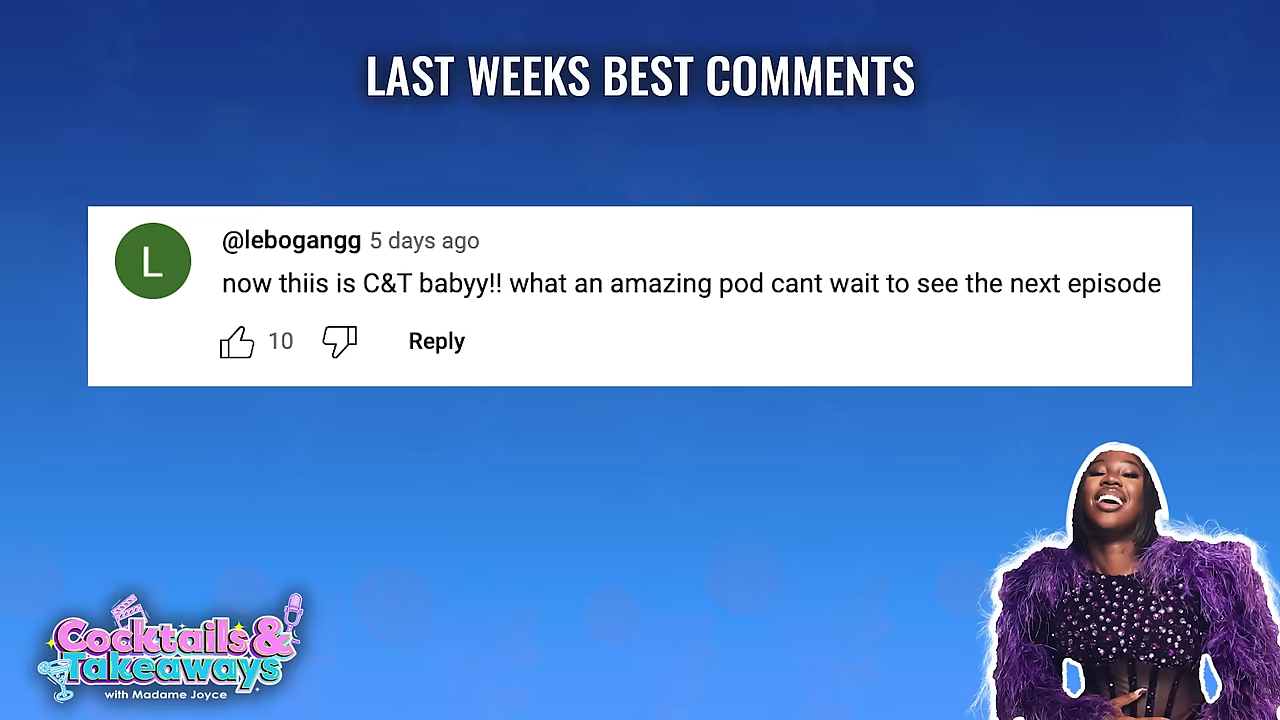 LAST WEEKS BEST COMMENTS
L
@lebogangg 5 days ago
now thiis is C&T babyy!! what an amazing pod cant wait to see the next episode
10 Reply
Cocktails &
Takeaways
with Madame Joyce